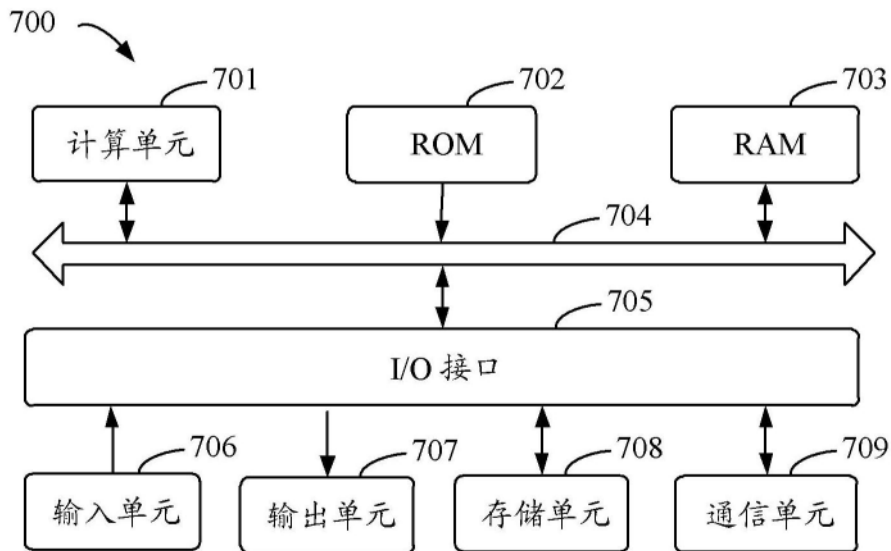 700
701
702
703
计算单元
ROM
RAM
704
705
I/O 接口
706
707
708
709
输入单元
输出单元
存储单元
通信单元